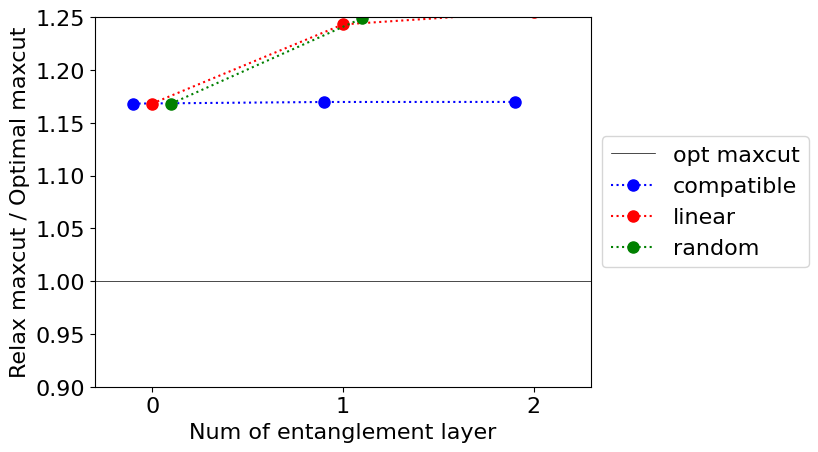 Relax maxcut / Optimal maxcut
1.25
1.20
1.15
1.10
1.05
1.00
0.95
0.90
0 1 2
Num of entanglement layer
opt maxcut
compatible
linear
random